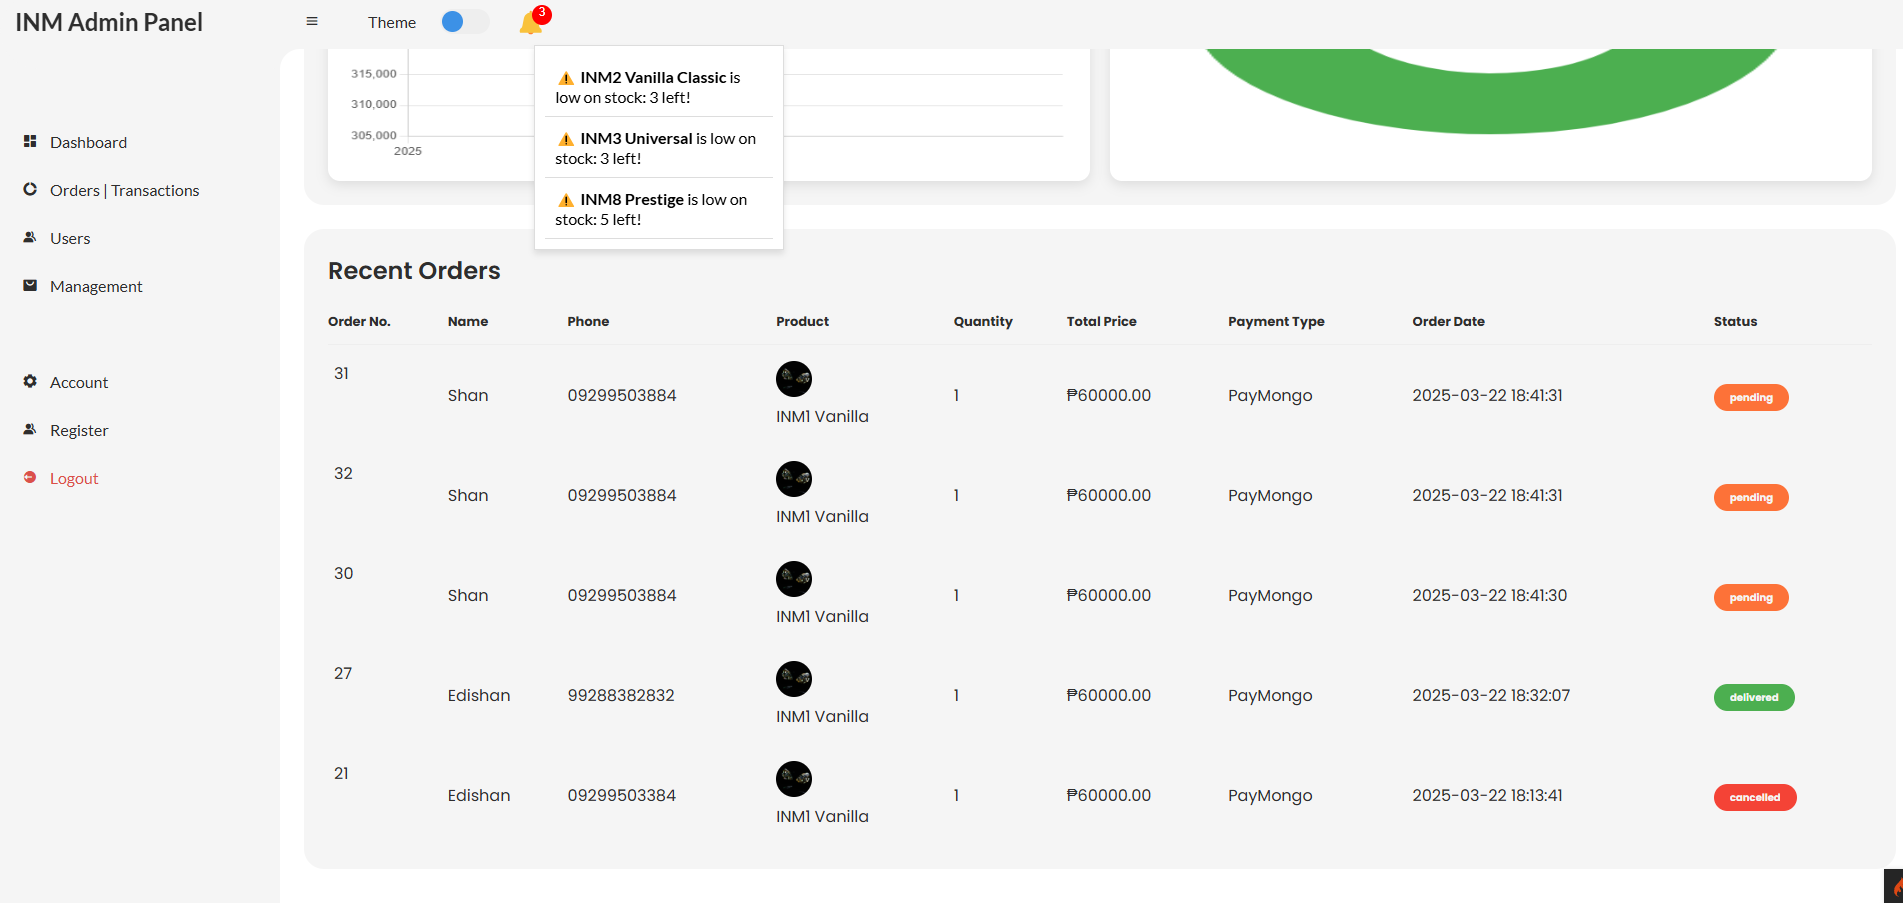 INM Admin Panel
Theme
3
Dashboard
Orders | Transactions
Users
Management
Account
Register
Logout
315,000
310,000
305,000
2025
INM2 Vanilla Classic is
low on stock: 3 left!
INM3 Universal is low on
stock: 3 left!
INM8 Prestige is low on
stock: 5 left!
Recent Orders
Order No. Name Phone Product Quantity Total Price Payment Type Order Date Status
31 Shan 09299503884 INM1 Vanilla 1 ₱60000.00 PayMongo 2025-03-22 18:41:31 pending
32 Shan 09299503884 INM1 Vanilla 1 ₱60000.00 PayMongo 2025-03-22 18:41:31 pending
30 Shan 09299503884 INM1 Vanilla 1 ₱60000.00 PayMongo 2025-03-22 18:41:30 pending
27 Edishan 99288382832 INM1 Vanilla 1 ₱60000.00 PayMongo 2025-03-22 18:32:07 delivered
21 Edishan 09299503384 INM1 Vanilla 1 ₱60000.00 PayMongo 2025-03-22 18:13:41 cancelled